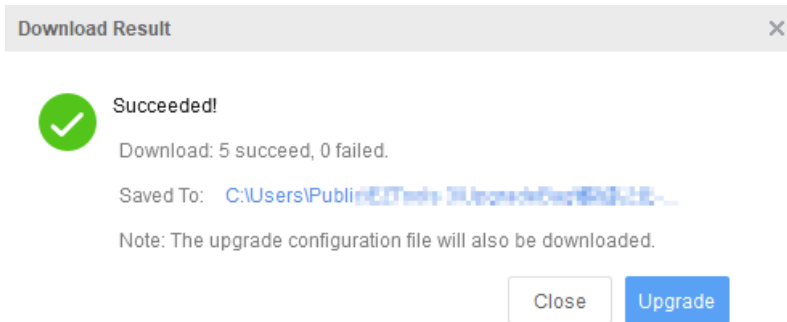 Download Result
Succeeded!
Download: 5 succeed, 0 failed.
Saved To: C:\Users\Publi
Note: The upgrade configuration file will also be downloaded.
Close Upgrade